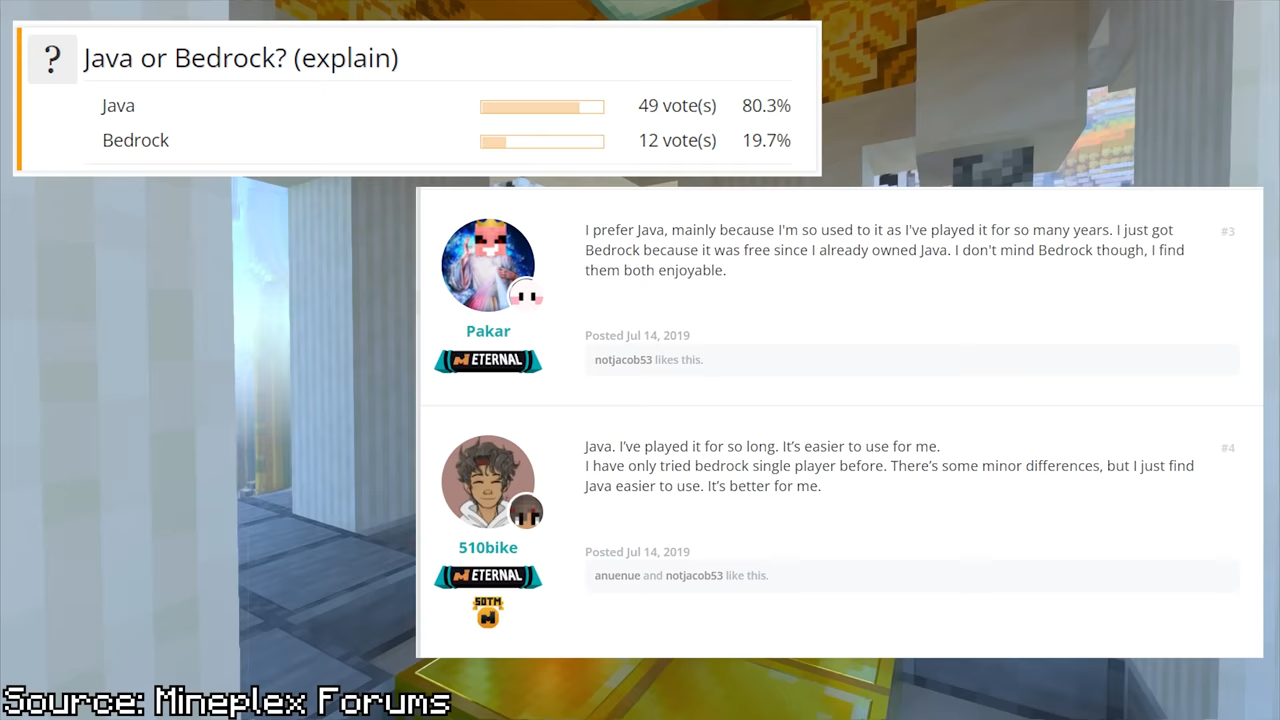 ?
Java or Bedrock? (explain)
Java 49 vote(s) 80.3%
Bedrock 12 vote(s) 19.7%
I prefer Java, mainly because I'm so used to it as I've played it for so many years. I just got
#3
Bedrock because it was free since I already owned Java. I don't mind Bedrock though, I find
them both enjoyable.
Pakar
ETERNAL
Posted Jul 14, 2019
notjacob53 likes this.
Java. I've played it for so long. It's easier to use for me.
#4
I have only tried bedrock single player before. There's some minor differences, but I just find
Java easier to use. It's better for me.
510bike
ETERNAL
SOTM
M
Posted Jul 14, 2019
anuenue and notjacob53 like this.
Source: Mineplex Forums